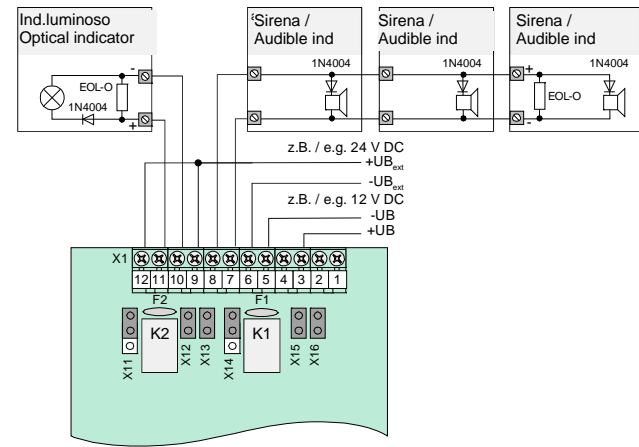 Ind.luminoso
Optical indicator
Sirena /
Audible ind
Sirena /
Audible ind
Sirena /
Audible ind
-
EOL-O
1N4004
+
1N4004
1N4004
+
1N4004
EOL-O
-
z.B. / e.g. 24 V DC
+UBext
-UBext
z.B. / e.g. 12 V DC
-UB
+UB
X1
12 11 10 9 8 7 6 5 4 3 2 1
F2 F1
K2 K1
X11 X12 X13 X14 X15 X16